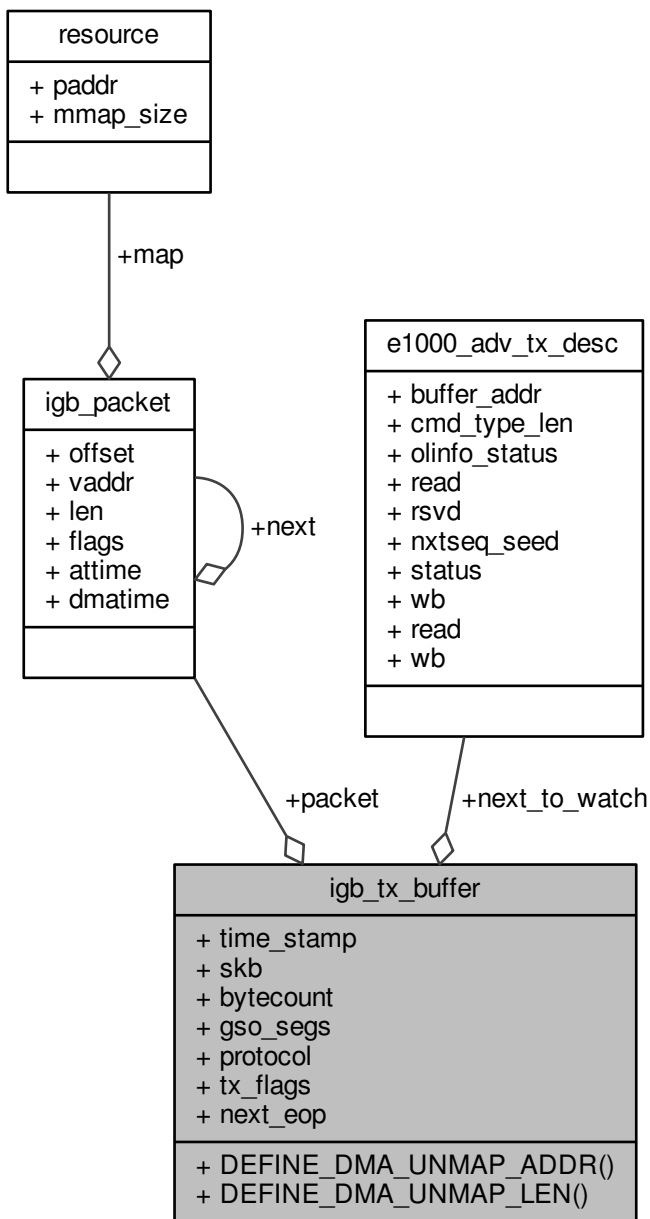 resource
+ paddr
+ mmap_size
+map
igb_packet
+ offset
+ vaddr
+ len
+ flags
+ attime
+ dmatime
+next
e1000_adv_tx_desc
+ buffer_addr
+ cmd_type_len
+ olinfo_status
+ read
+ rsvd
+ nxtseq_seed
+ status
+ wb
+ read
+ wb
+packet
+next_to_watch
igb_tx_buffer
+ time_stamp
+ skb
+ bytecount
+ gso_segs
+ protocol
+ tx_flags
+ next_eop
+ DEFINE_DMA_UNMAP_ADDR()
+ DEFINE_DMA_UNMAP_LEN()